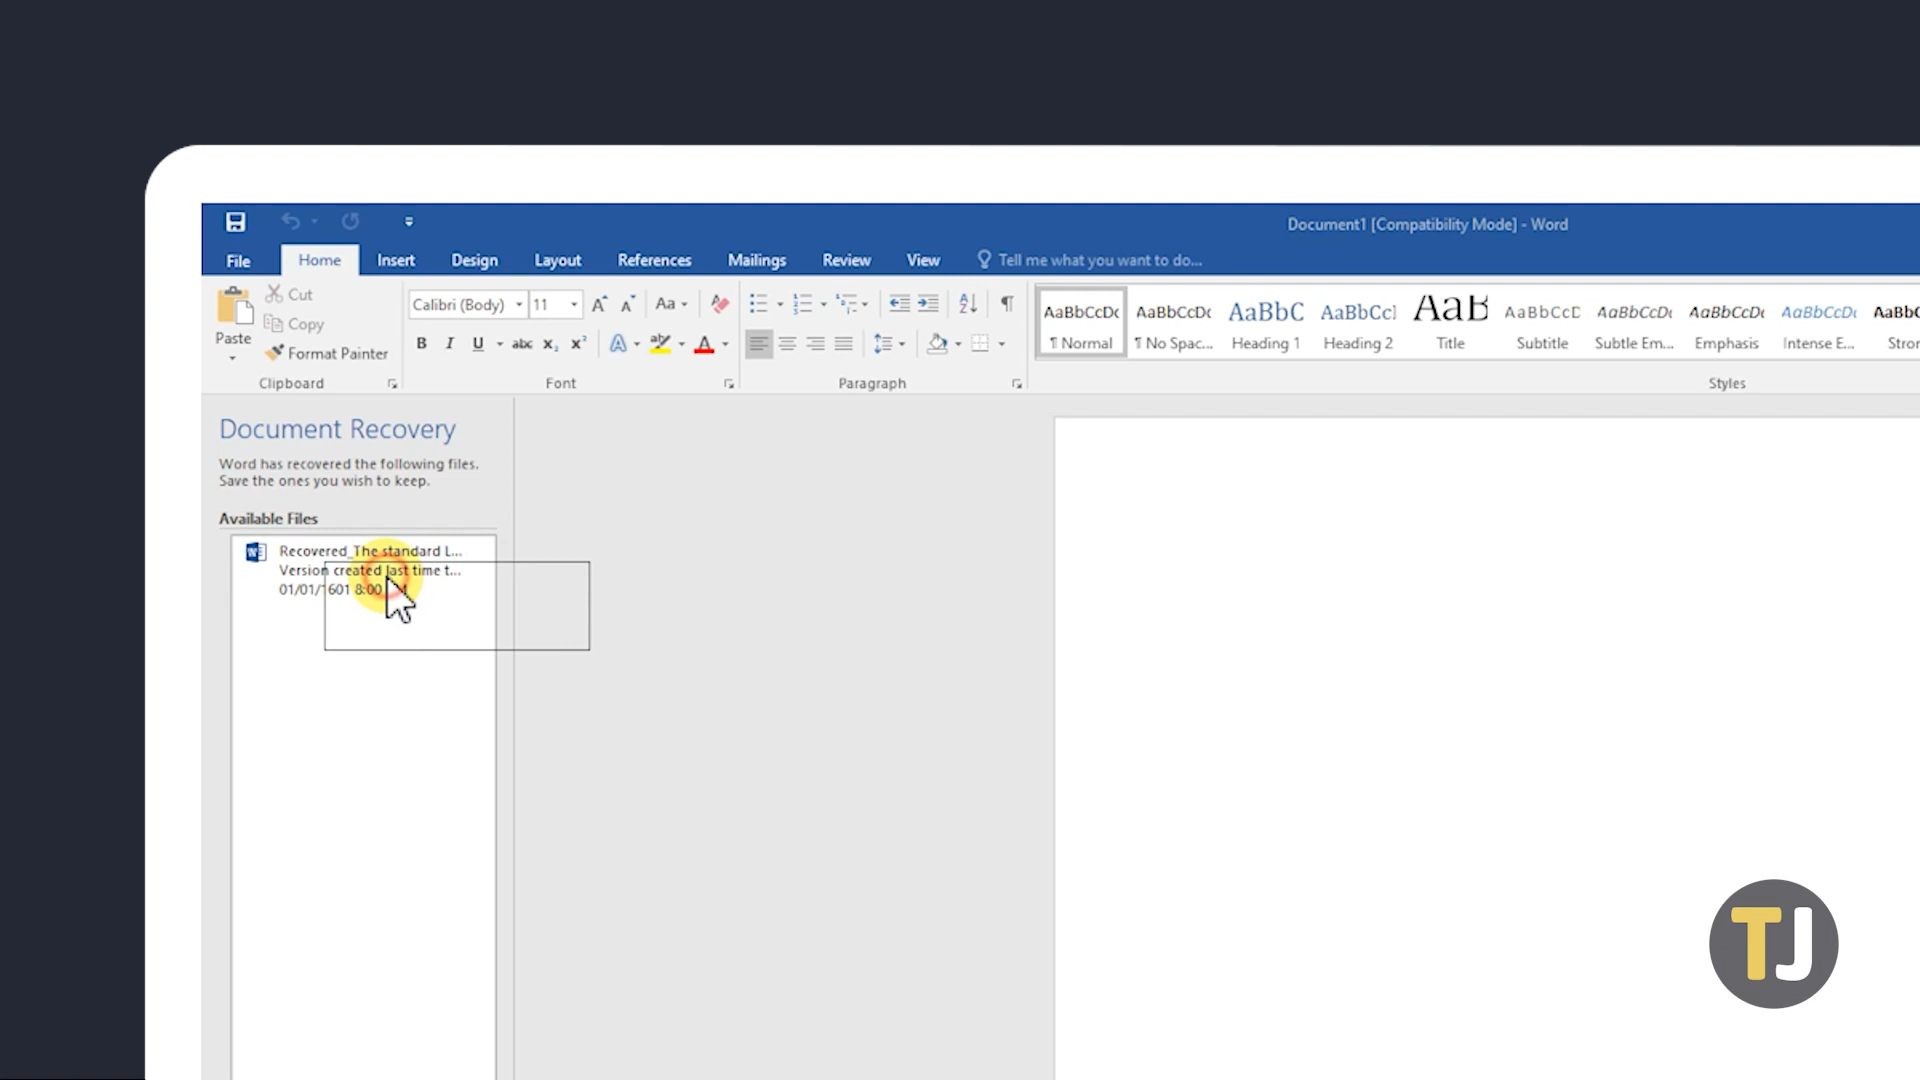 Document1 [Compatibility Mode] - Word
File Home Insert Design Layout References Mailings Review View Tell me what you want to do...
Paste
Cut
Copy
Format Painter
Clipboard
Calibri (Body) 11 Aa
B I U abc x₂ x² A A
Font
A Z ¶
Paragraph
AaBbCcDc AaBbCcDc AaBbC AaBbCc AaB AaBbCcD AaBbCcDc AaBbCcDc AaBbCcDc AaBbCc
¶ Normal ¶ No Spac... Heading 1 Heading 2 Title Subtitle Subtle Em... Emphasis Intense E... Stron
Styles
Document Recovery
Word has recovered the following files.
Save the ones you wish to keep.
Available Files
Recovered_The standard L...
Version created last time t...
01/01/1601 8:00
TJ